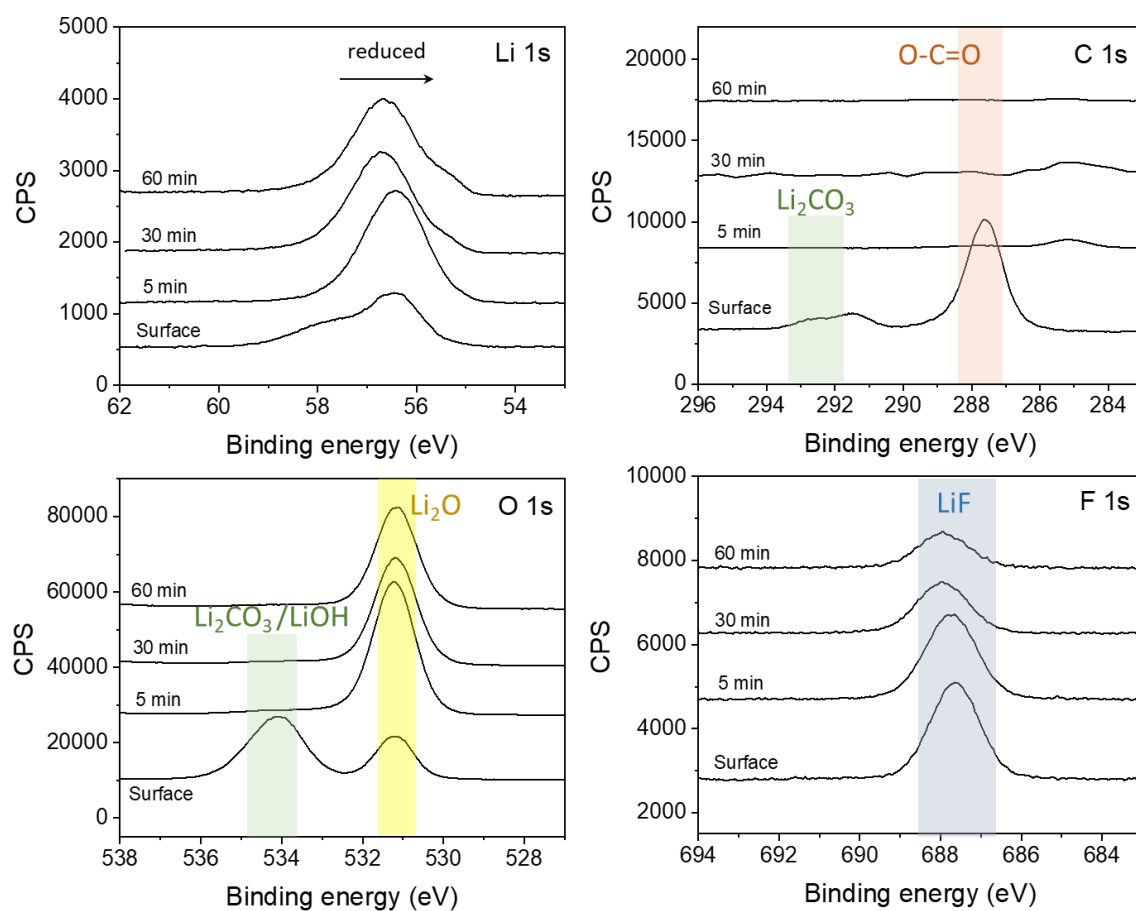 Li 1s
reduced
5000
4000
3000
2000
1000
0
CPS
60 min
30 min
5 min
Surface
62
60
58
56
54
Binding energy (eV)
C 1s
O-C=O
Li₂CO₃
20000
15000
10000
5000
0
CPS
60 min
30 min
5 min
Surface
296
294
292
290
288
286
284
Binding energy (eV)
O 1s
Li₂O
Li₂CO₃/LiOH
80000
60000
40000
20000
0
CPS
60 min
30 min
5 min
Surface
538
536
534
532
530
528
Binding energy (eV)
F 1s
LiF
10000
8000
6000
4000
2000
CPS
60 min
30 min
5 min
Surface
694
692
690
688
686
684
Binding energy (eV)